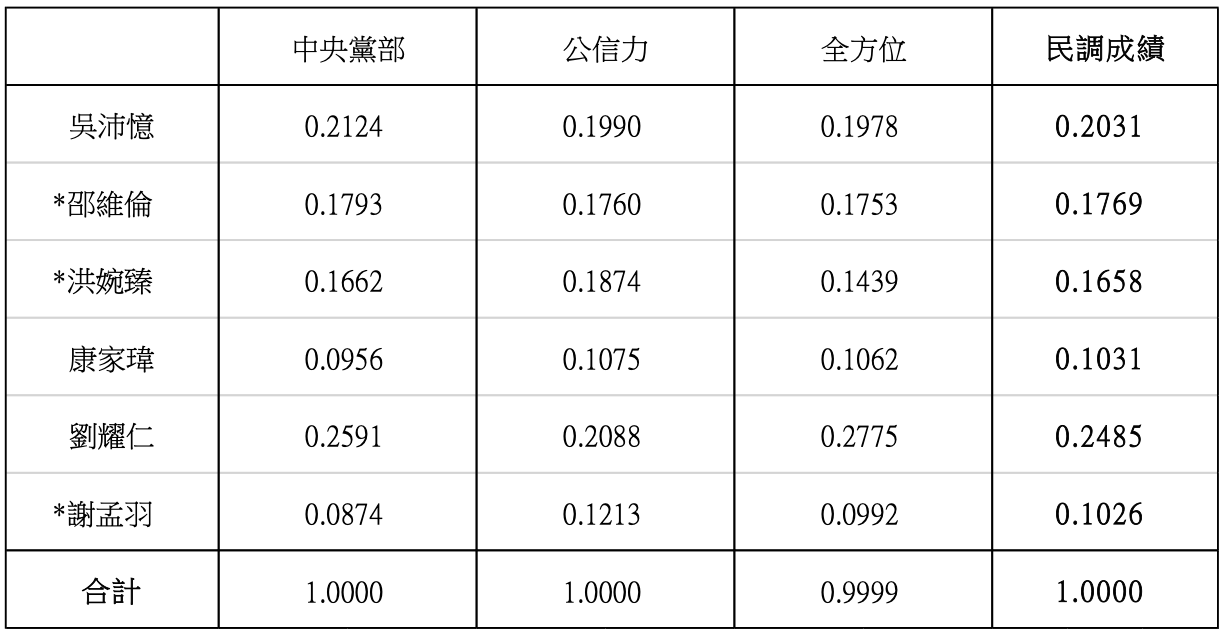 中央黨部 公信力 全方位 民調成績
吳沛憶 0.2124 0.1990 0.1978 0.2031
*邵維倫 0.1793 0.1760 0.1753 0.1769
*洪婉臻 0.1662 0.1874 0.1439 0.1658
康家瑋 0.0956 0.1075 0.1062 0.1031
劉耀仁 0.2591 0.2088 0.2775 0.2485
*謝孟羽 0.0874 0.1213 0.0992 0.1026
合計 1.0000 1.0000 0.9999 1.0000